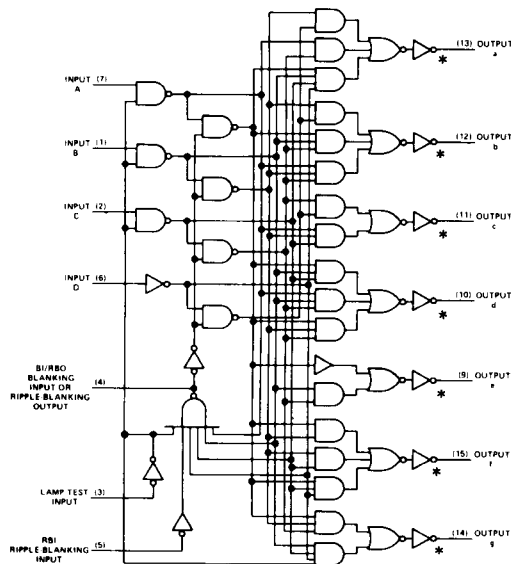 (13) OUTPUT
a
*
INPUT (7)
A
(12) OUTPUT
b
*
INPUT (1)
B
(11) OUTPUT
c
*
INPUT (2)
C
INPUT (6)
D
(10) OUTPUT
d
*
BI/RBO
BLANKING
INPUT OR
RIPPLE-BLANKING
OUTPUT
(4)
(9) OUTPUT
e
*
(15) OUTPUT
f
*
LAMP TEST (3)
INPUT
(14) OUTPUT
g
*
RBI
RIPPLE-BLANKING (5)
INPUT